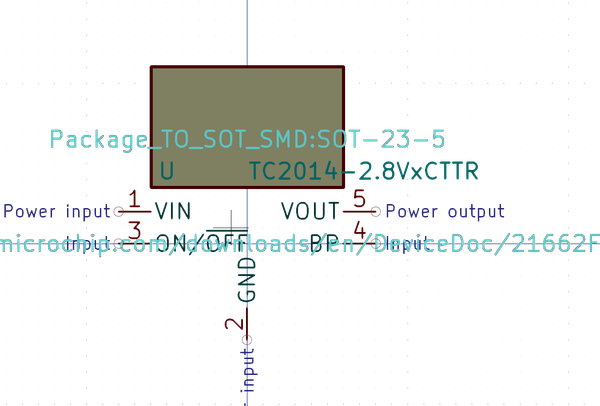 Package_TO_SOT_SMD:SOT-23-5
U TC2014-2.8VxCTTR
Power input 1 VIN VOUT 5 Power output
Input 3 ON/OFF BP 4 Input
microchip.com/downloads/en/DeviceDoc/21662F
GND
2
input